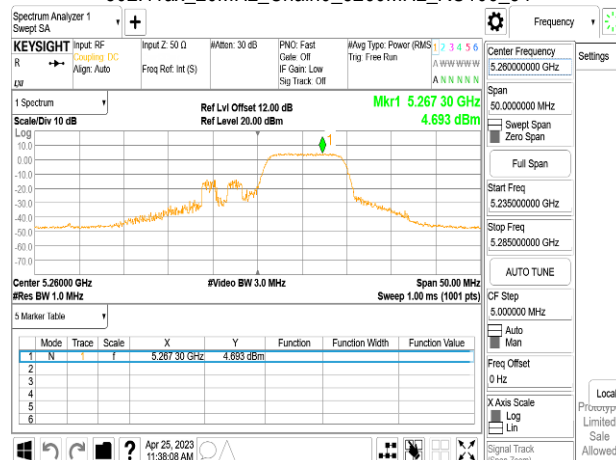 Spectrum Analyzer 1
Swept SA
Frequency
KEYSIGHT
R
LXI
Input: RF
Coupling: DC
Align: Auto
Input Z: 50 Ω
Freq Ref: Int (S)
#Atten: 30 dB
PNO: Fast
Gate: Off
IF Gain: Low
Sig Track: Off
#Avg Type: Power (RMS
Trig: Free Run
1 2 3 4 5 6
A W W W W W
A N N N N N
Center Frequency
5.260000000 GHz
Settings
Span
50.0000000 MHz
Swept Span
Zero Span
Full Span
Start Freq
5.235000000 GHz
Stop Freq
5.285000000 GHz
AUTO TUNE
CF Step
5.000000 MHz
Auto
Man
Freq Offset
0 Hz
X Axis Scale
Log
Lin
Signal Track
(Span Zoom)
Local
Prototype
Limited
Sale
Allowed
1 Spectrum
Scale/Div 10 dB
Log
Ref Lvl Offset 12.00 dB
Ref Level 20.00 dBm
Mkr1 5.267 30 GHz
4.693 dBm
1
10.0
0.00
-10.0
-20.0
-30.0
-40.0
-50.0
-60.0
-70.0
Center 5.26000 GHz
#Res BW 1.0 MHz
#Video BW 3.0 MHz
Span 50.00 MHz
Sweep 1.00 ms (1001 pts)
5 Marker Table
Mode Trace Scale X Y Function Function Width Function Value
1 N 1 f 5.267 30 GHz 4.693 dBm
2
3
4
5
6
?
Apr 25, 2023
11:38:08 AM